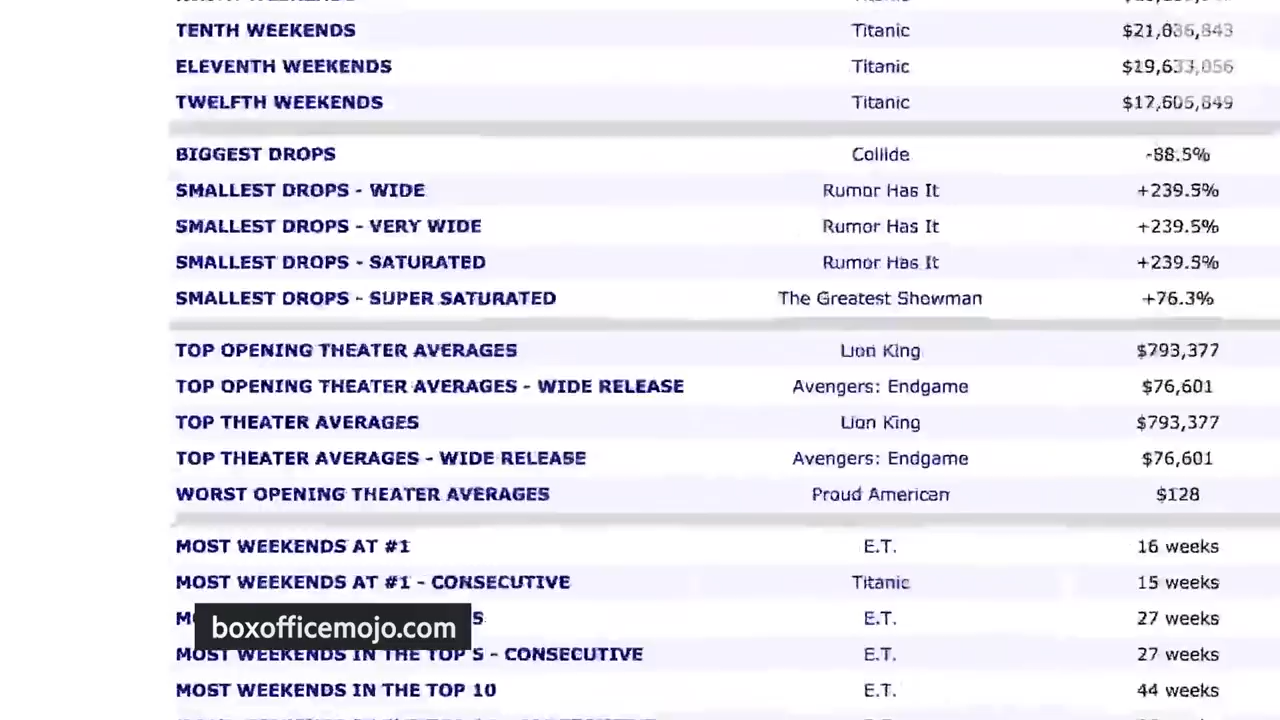 TENTH WEEKENDS Titanic $21,036,843
ELEVENTH WEEKENDS Titanic $19,633,056
TWELFTH WEEKENDS Titanic $17,605,849
BIGGEST DROPS Collide -88.5%
SMALLEST DROPS - WIDE Rumor Has It +239.5%
SMALLEST DROPS - VERY WIDE Rumor Has It +239.5%
SMALLEST DROPS - SATURATED Rumor Has It +239.5%
SMALLEST DROPS - SUPER SATURATED The Greatest Showman +76.3%
TOP OPENING THEATER AVERAGES Lion King $793,377
TOP OPENING THEATER AVERAGES - WIDE RELEASE Avengers: Endgame $76,601
TOP THEATER AVERAGES Lion King $793,377
TOP THEATER AVERAGES - WIDE RELEASE Avengers: Endgame $76,601
WORST OPENING THEATER AVERAGES Proud American $128
MOST WEEKENDS AT #1 E.T. 16 weeks
MOST WEEKENDS AT #1 - CONSECUTIVE Titanic 15 weeks
E.T. 27 weeks
boxofficemojo.com
MOST WEEKENDS IN THE TOP 5 - CONSECUTIVE E.T. 27 weeks
MOST WEEKENDS IN THE TOP 10 E.T. 44 weeks